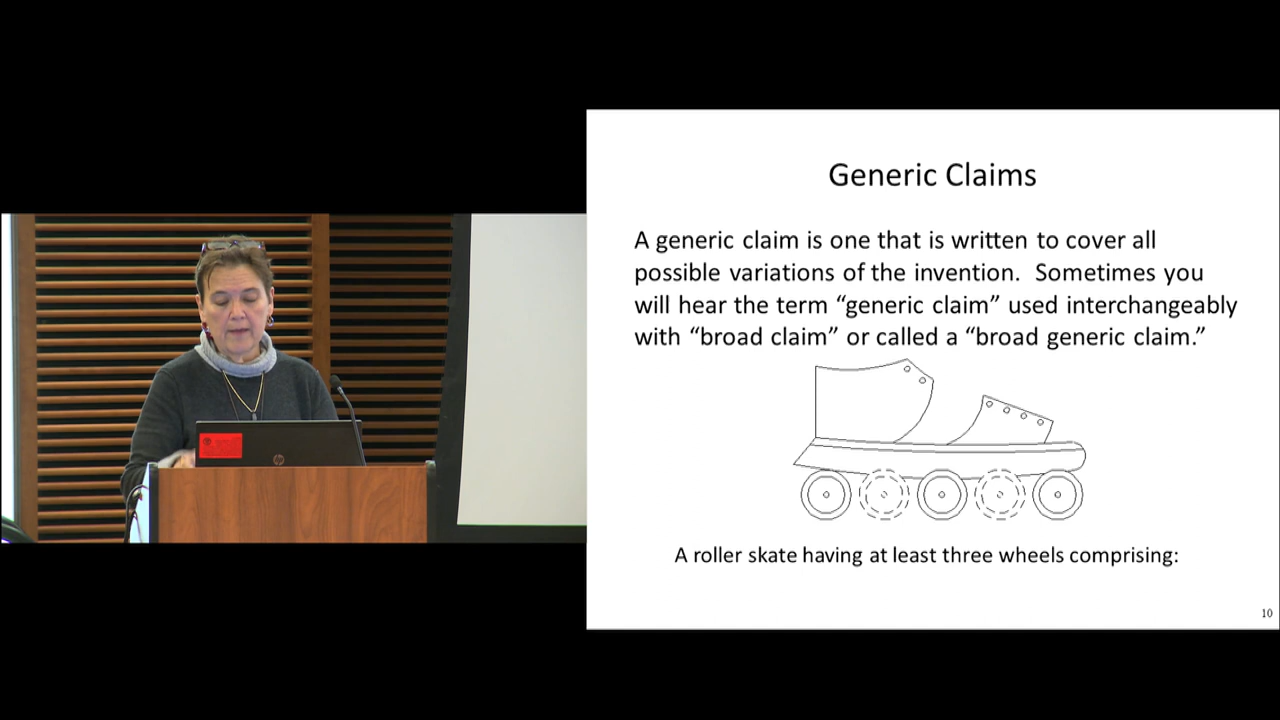 Generic Claims
A generic claim is one that is written to cover all
possible variations of the invention.  Sometimes you
will hear the term “generic claim” used interchangeably
with “broad claim” or called a “broad generic claim.”
A roller skate having at least three wheels comprising:
10